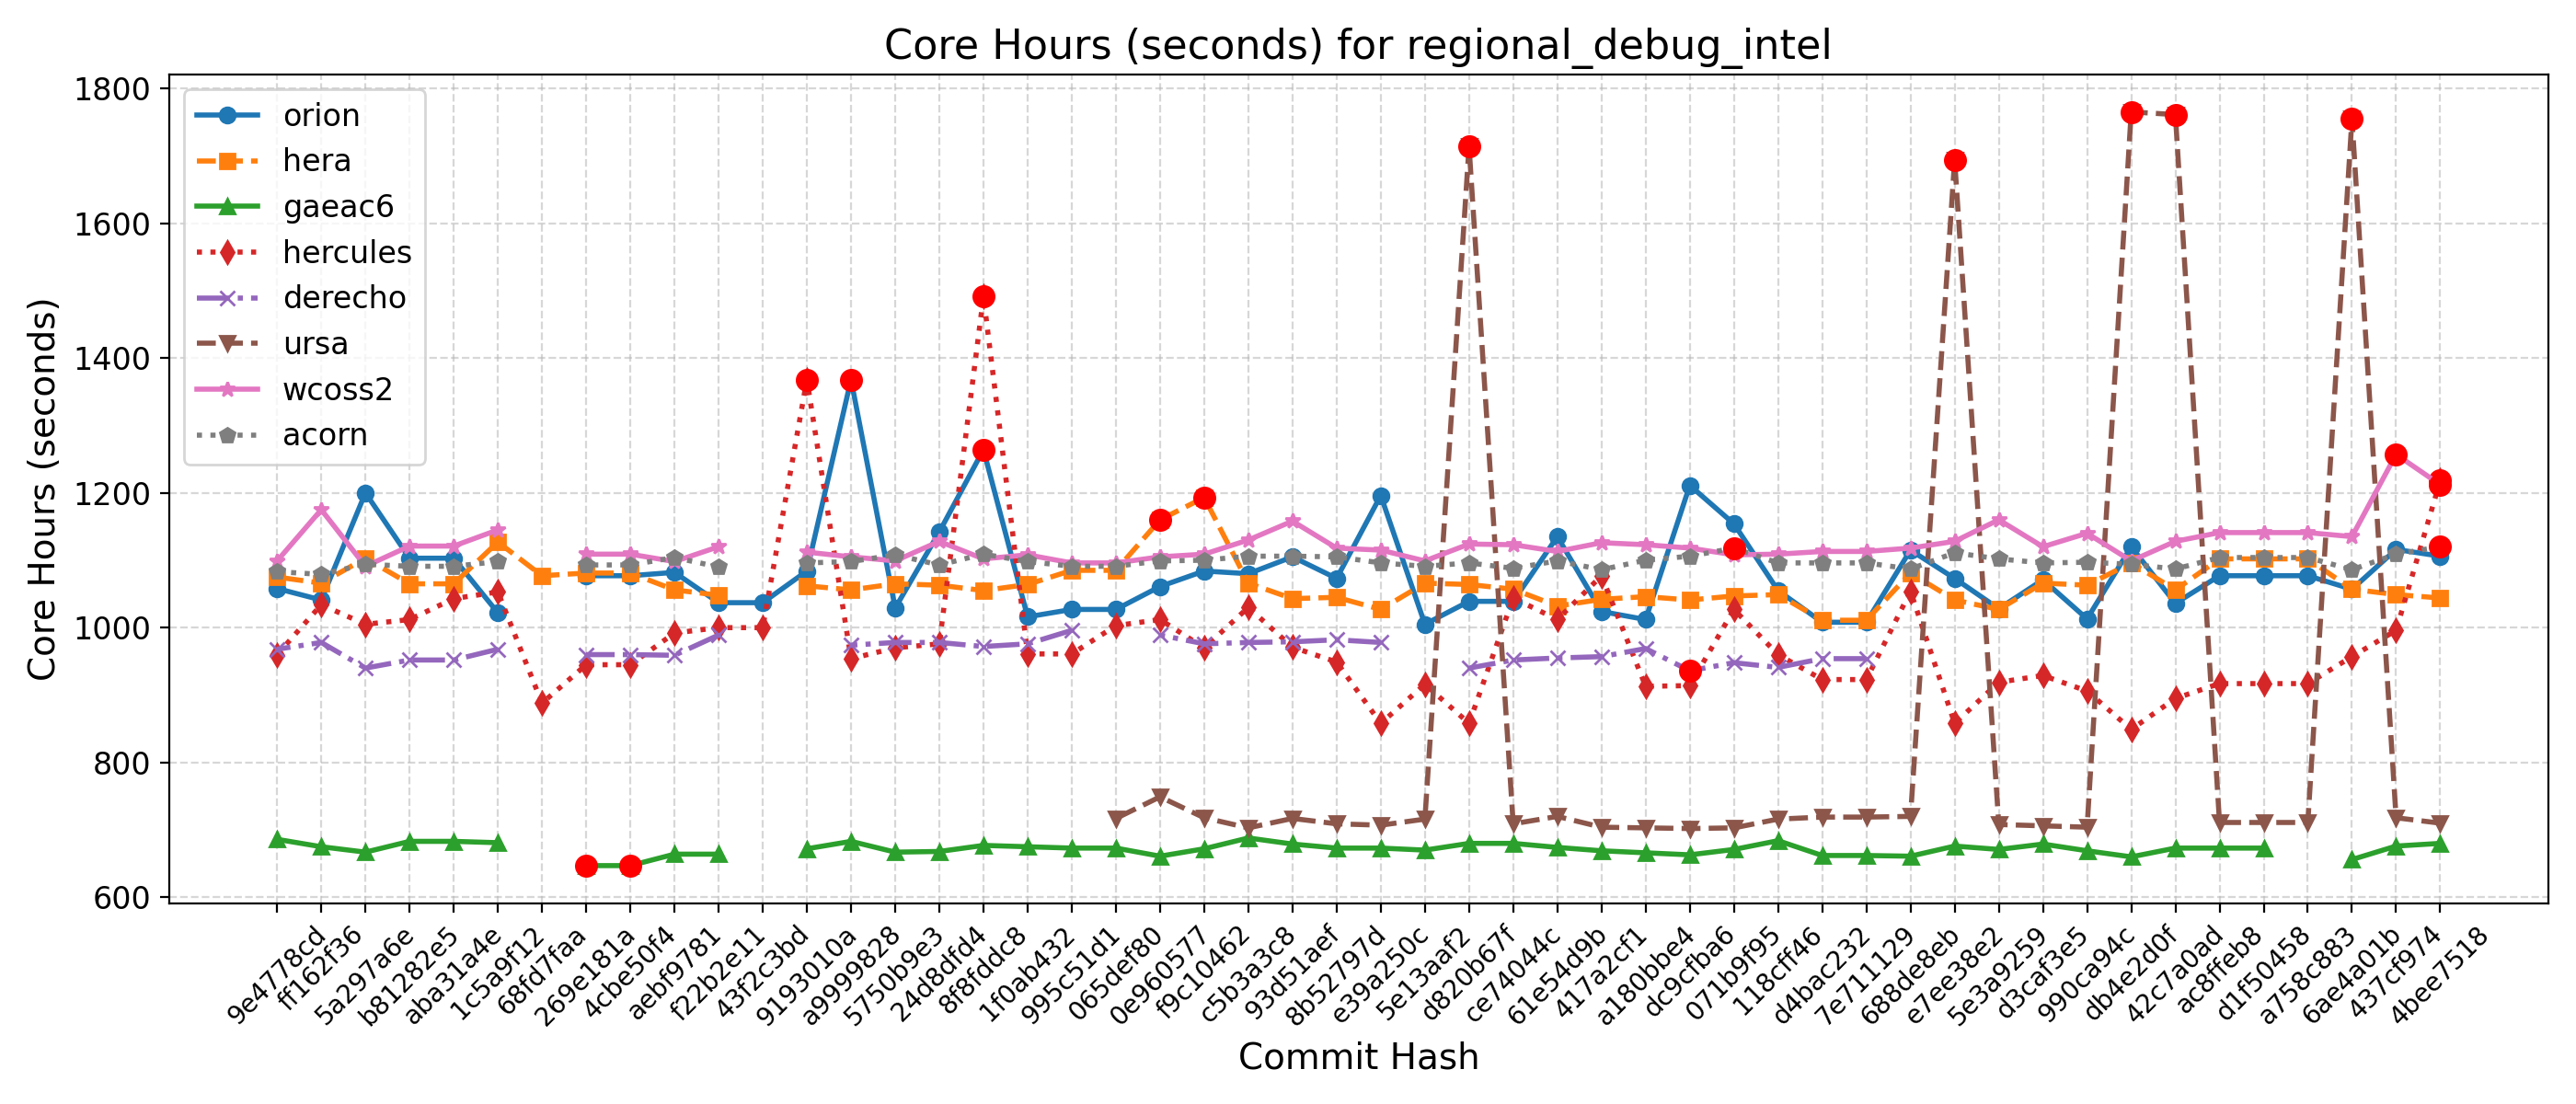 Core Hours (seconds) for regional_debug_intel
Core Hours (seconds)
1800
1600
1400
1200
1000
800
600
orion
hera
gaeac6
hercules
derecho
ursa
wcoss2
acorn
9e4778cd
ff162f36
5a297a6e
b81282e5
aba31a4e
1c5a9f12
68fd7faa
269e181a
4cbe50f4
aebf9781
f22b2e11
43f2c3bd
9193010a
a9999828
5750b9e3
24d8dfd4
8f8fddc8
1f0ab432
995c51d1
065def80
0e960577
f9c10462
c5b3a3c8
93d51aef
8b52797d
e39a250c
5e13aaf2
d820b67f
ce74044c
61e54d9b
417a2cf1
a180bbe4
dc9cfba6
071b9f95
118cff46
d4bac232
7e711129
688de8eb
e7ee38e2
5e3a9259
d3caf3e5
990ca94c
db4e2d0f
42c7a0ad
ac8ffeb8
d1f50458
a758c883
6ae4a01b
437cf974
4bee7518
Commit Hash